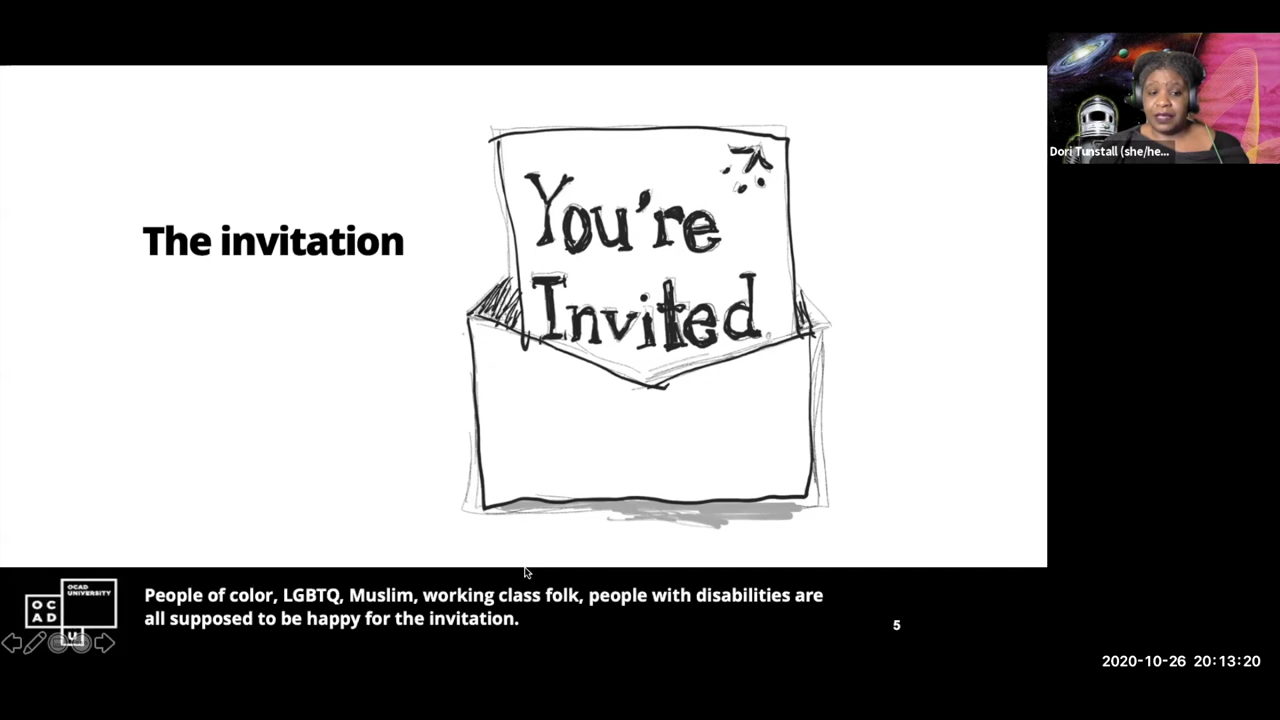 The invitation
You're
Invited
Dori Tunstall (she/he...
OC
AD
U
OCAD
UNIVERSITY
People of color, LGBTQ, Muslim, working class folk, people with disabilities are
all supposed to be happy for the invitation.
5
2020-10-26 20:13:20